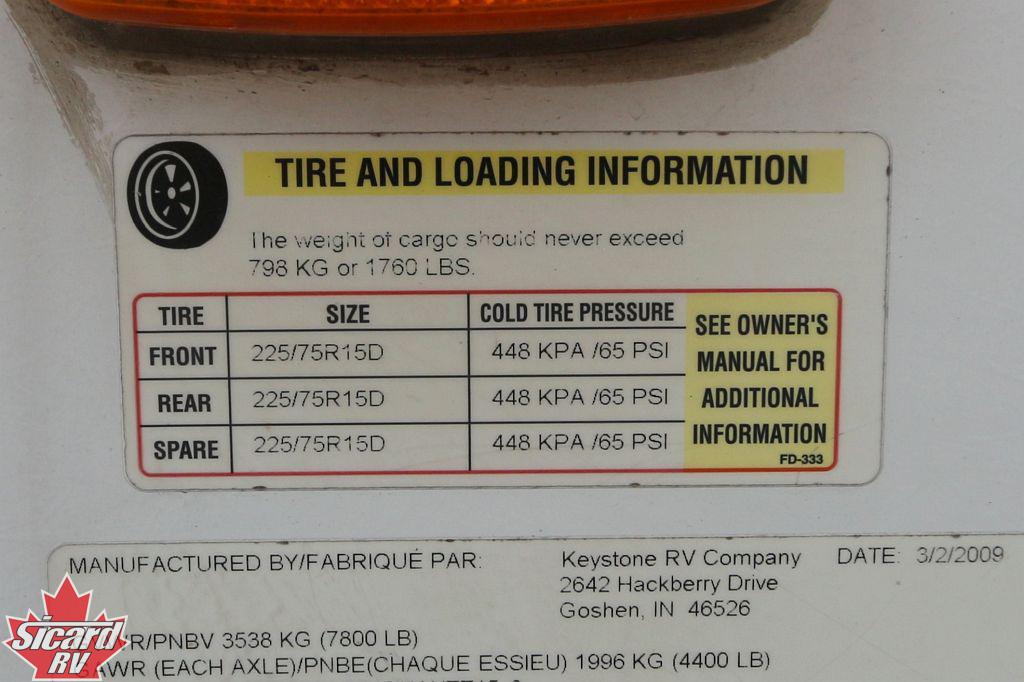 TIRE AND LOADING INFORMATION
The weight of cargo should never exceed
798 KG or 1760 LBS.
TIRE SIZE COLD TIRE PRESSURE
FRONT 225/75R15D 448 KPA /65 PSI
REAR 225/75R15D 448 KPA /65 PSI
SPARE 225/75R15D 448 KPA /65 PSI
SEE OWNER'S
MANUAL FOR
ADDITIONAL
INFORMATION
FD-333
MANUFACTURED BY/FABRIQUÉ PAR: Keystone RV Company DATE: 3/2/2009
2642 Hackberry Drive
Goshen, IN 46526
R/PNBV 3538 KG (7800 LB)
AWR (EACH AXLE)/PNBE(CHAQUE ESSIEU) 1996 KG (4400 LB)
Sicard
RV